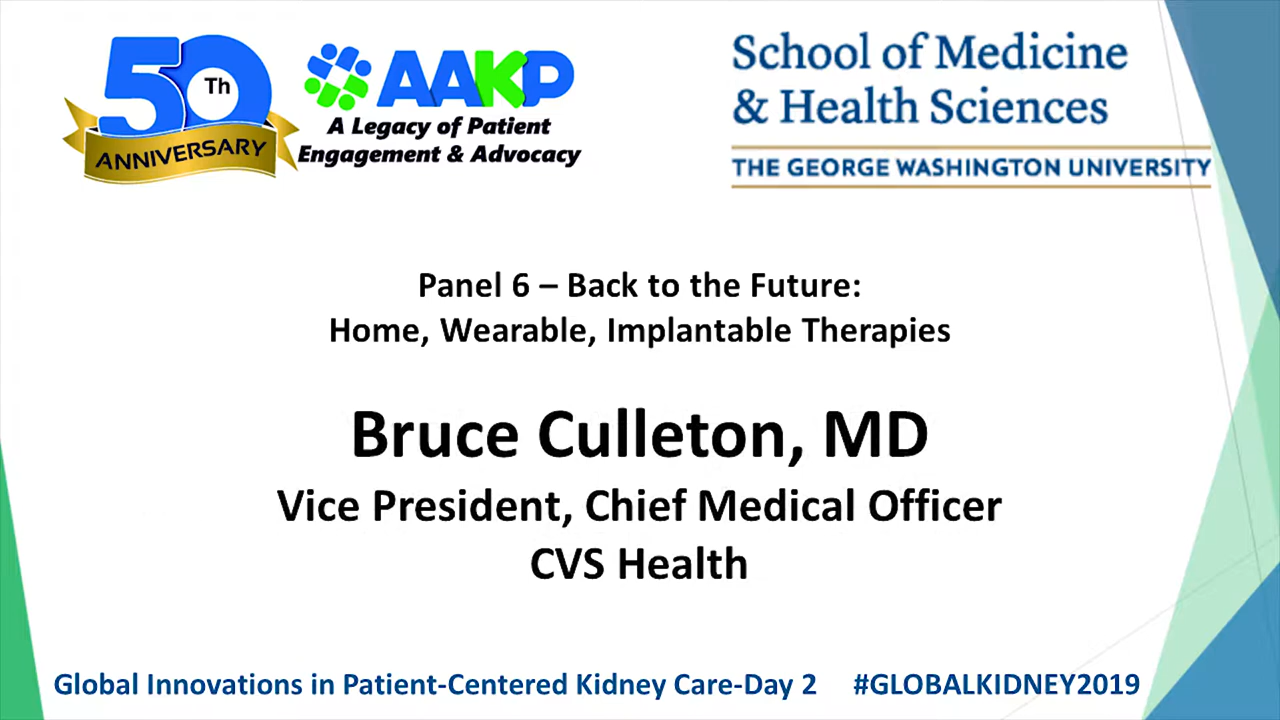 50Th
ANNIVERSARY
AAKP
A Legacy of Patient
Engagement & Advocacy
School of Medicine
& Health Sciences
THE GEORGE WASHINGTON UNIVERSITY
Panel 6 – Back to the Future:
Home, Wearable, Implantable Therapies
Bruce Culleton, MD
Vice President, Chief Medical Officer
CVS Health
Global Innovations in Patient-Centered Kidney Care-Day 2 #GLOBALKIDNEY2019